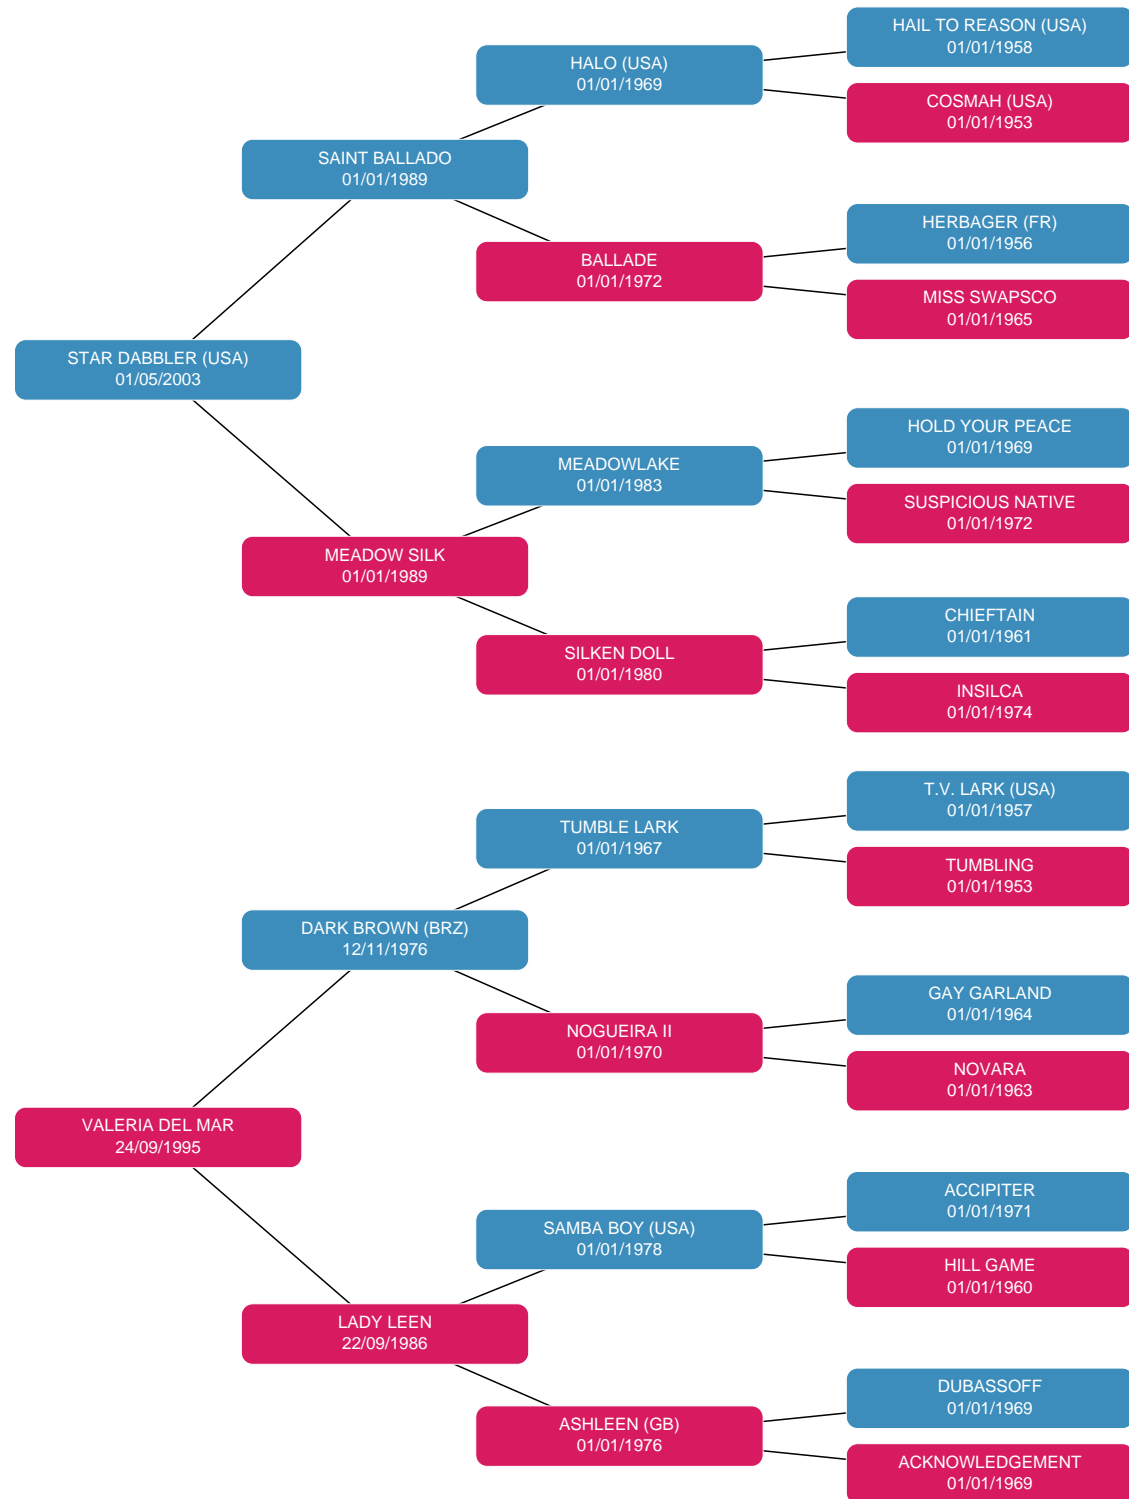 HAIL TO REASON (USA)
01/01/1958
HALO (USA)
01/01/1969
COSMAH (USA)
01/01/1953
SAINT BALLADO
01/01/1989
HERBAGER (FR)
01/01/1956
BALLADE
01/01/1972
MISS SWAPSCO
01/01/1965
STAR DABBLER (USA)
01/05/2003
HOLD YOUR PEACE
01/01/1969
MEADOWLAKE
01/01/1983
SUSPICIOUS NATIVE
01/01/1972
MEADOW SILK
01/01/1989
CHIEFTAIN
01/01/1961
SILKEN DOLL
01/01/1980
INSILCA
01/01/1974
T.V. LARK (USA)
01/01/1957
TUMBLE LARK
01/01/1967
TUMBLING
01/01/1953
DARK BROWN (BRZ)
12/11/1976
GAY GARLAND
01/01/1964
NOGUEIRA II
01/01/1970
NOVARA
01/01/1963
VALERIA DEL MAR
24/09/1995
ACCIPITER
01/01/1971
SAMBA BOY (USA)
01/01/1978
HILL GAME
01/01/1960
LADY LEEN
22/09/1986
DUBASSOFF
01/01/1969
ASHLEEN (GB)
01/01/1976
ACKNOWLEDGEMENT
01/01/1969